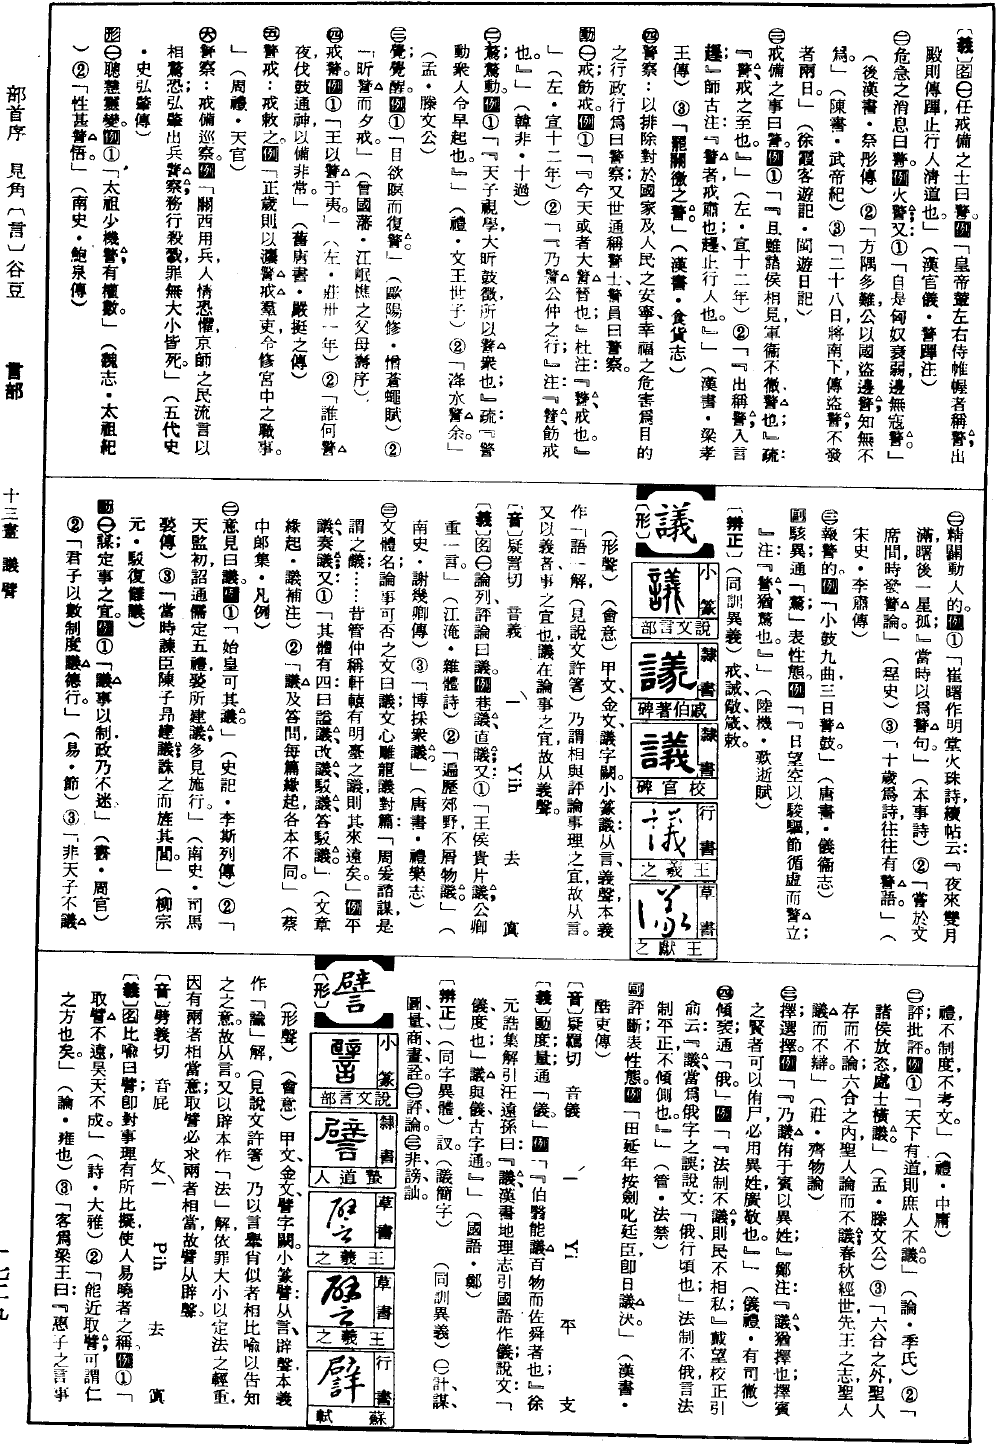 〔義〕名㊀任戒備之士曰警。例「皇帝輦左右侍帷幄者稱警；出
殿則傳蹕止行人清道也。」（漢官儀・警蹕注）
㊁危急之消息曰警。例火警；又①「自是匈奴衰弱邊無寇警。」
（後漢書・祭肜傳）②「方隅多難，公以國盜邊警，知無不
為。」（陳書・武帝紀）③「二十八日將南下傳盜警，不發
者兩日。」（徐霞客遊記・閩遊日記）
㊂戒備之事曰警。例①「『且雖諸侯相見，軍衞不徹，警也；』疏：
『警戒之至也。』」（左・宣十二年）②「『出稱警，入言
趯；』師古注：『警者戒肅也；趯止行人也。』」（漢書・梁孝
王傳）③「罷關徼之警。」（漢書・食貨志）
㊃警察：以排除對於國家及人民之安寧幸福之危害為目的
之行政行為曰警察；又世通稱警士、警員曰警察。
動㊀戒飭戒。例①「『今天或者大警晉也；』杜注：『警，戒也。』
」（左・宣十二年）②「『乃警公仲之行；』注：『警，飭戒
也。』」（韓非・十過）
㊁驚；驚動。例①「『天子視學，大昕鼓徵，所以警衆也；』疏：『警
動衆人令早起也。』」（禮・文王世子）②「洚水警余。」
（孟・滕文公）
㊂覺；覺醒。例①「日欲暝而復警。」（歐陽修・憎蒼蠅賦）②
「昕警而夕戒。」（曾國藩・江岷樵之父母壽序）
㊃戒警。例①「王以警于夷。」（左・莊卅一年）②「誰何警
夜，伐鼓通神，以備非常。」（舊唐書・嚴挺之傳）
㊄警戒：戒敕之。例「正歲則以灋警戒羣吏，令修宮中之職事。
」（周禮・天官）
㊅警察：戒備巡察。例「關西用兵，人情恐懼，京師之民，流言以
相驚恐，弘肇出兵警察，務行殺戮，罪無大小皆死。」（五代史
・史弘肇傳）
形㊀聰慧；靈變。例①「太祖少機警，有權數。」（魏志・太祖紀
）②「性甚警悟。」（南史・鮑泉傳）
㊁精闢動人的。例①「崔曙作明堂火珠詩，續帖云：『夜來雙月
滿，曙後一星孤。』當時以為警句。」（本事詩）②「嘗於文
席間，時發警論。」（程史）③「十歲為詩，往往有警語。」（
宋史・李肅傳）
㊂報警的。例「小鼓九曲三日警鼓。」（唐書・儀衞志）
副駭異；通「驚」；表性態。例「『日望空以駿驅，節循虛而警立；
』注：『警，猶驚也。』」（陸機・歎逝賦）
〔辨正〕（同訓異義）戒、誡、儆、箴、敕。
議
〔形〕
小篆 說文言部
隸書 戚伯著碑
隸書 校官碑
行書 王羲之
草書 王獻之
（形聲）（會意）甲文、金文議字闕。小篆議：从言、義聲，本義
作「語」解，（見說文許箸）乃謂相與評論事理之宜，故从言。
又以義者事之宜也，議在論事之宜，故从義聲。
〔音〕疑詈切 音義 ㄧˋ Yih 去 寘
〔義〕名㊀論列評論曰議。例巷議、直議；又①「王侯貴片議，公卿
重一言。」（江淹・雜體詩）②「遍歷郊野，不屑物議。」（
南史・謝幾卿傳）③「博採衆議。」（唐書・禮樂志）
㊁文體名；論事可否之文曰議。文心雕龍議對篇「周爰諮謀，是
謂之議……昔管仲稱軒轅有明臺之議，則其來遠矣。」例平
議、奏議；又①「其體有四：曰謚議、改議、駁議、答駁議。」（文章
緣起・議補注）②「議及答問，每篇緣起，各本不同。」（蔡
中郎集・凡例）
㊂意見曰議。例①「始皇可其議。」（史記・李斯列傳）②「
天監初，詔通儒定五禮，褧所建議，多見施行。」（南史・司馬
褧傳）③「當時諫臣陳子昂建議，誅之而旌其閭。」（柳宗
元・駁復讎議）
動㊀謀；定事之宜。例①「議事以制，政乃不迷。」（書・周官）
②「君子以數制度，議德行。」（易・節）③「非天子不議
禮，不制度，不考文。」（禮・中庸）
㊁評；批評。例①「天下有道，則庶人不議。」（論・季氏）②「
諸侯放恣，處士橫議。」（孟・滕文公）③「六合之外，聖人
存而不論，六合之內，聖人論而不議；春秋經世，先王之志，聖人
議而不辯。」（莊・齊物論）
㊂擇；選擇。例「『乃議侑于賓以異姓；』鄭注：『議，猶擇也；擇賓
之賢者可以侑尸，必用異姓，廣敬也。』」（儀禮・有司徹）
㊃傾衺；通「俄。」例「『法制不議，則民不相私；』戴望校正引
俞云：『議當為俄字之誤；說文：「俄，行頃也；」法制不俄，言法
制平正不傾側也。』」（管・法禁）
副評斷；表性態。例「田延年按劍叱廷臣，即日議決。」（漢書・
酷吏傳）
〔音〕疑羈切 音儀 ㄧˊ Yi 平 支
〔義〕動度量；通「儀。」例「『伯翳能議百物而佐舜者也；』徐
元誥集解引汪遠孫曰：『議，漢書地理志引國語作儀；說文：「
儀，度也；」議與儀，古字通。』」（國語・鄭）
〔辨正〕（同字異體）訍（議簡字）（同訓異義）㊀計、謀、
圖、量、商、畫、詮。㊁評、論。㊂非、謗、訕。
譬
〔形〕
小篆 說文言部
隸書 螯道人
草書 王羲之
草書 王羲之
行書 蘇軾
（形聲）（會意）甲文、金文譬字闕。小篆譬：从言、辟聲，本義
作「諭」解，（見說文許箸）乃以言舉肖似者相比喻以告知
之之意，故从言。又以辟本作「法」解，依罪大小以定法之輕重，
因有兩者相當意，取譬必求兩者相當，故譬从辟聲。
〔音〕劈義切 音屁 ㄆㄧˋ Pih 去 寘
〔義〕名比喻曰譬；即對事理有所比擬使人易曉者之稱。例①「
取譬不遠，昊天不忒。」（詩・大雅）②「能近取譬，可謂仁
之方也矣。」（論・雍也）③「客為梁王曰：『惠子之言事
部首序 見角〔言〕谷豆 言部 十三畫 議譬 一七二九